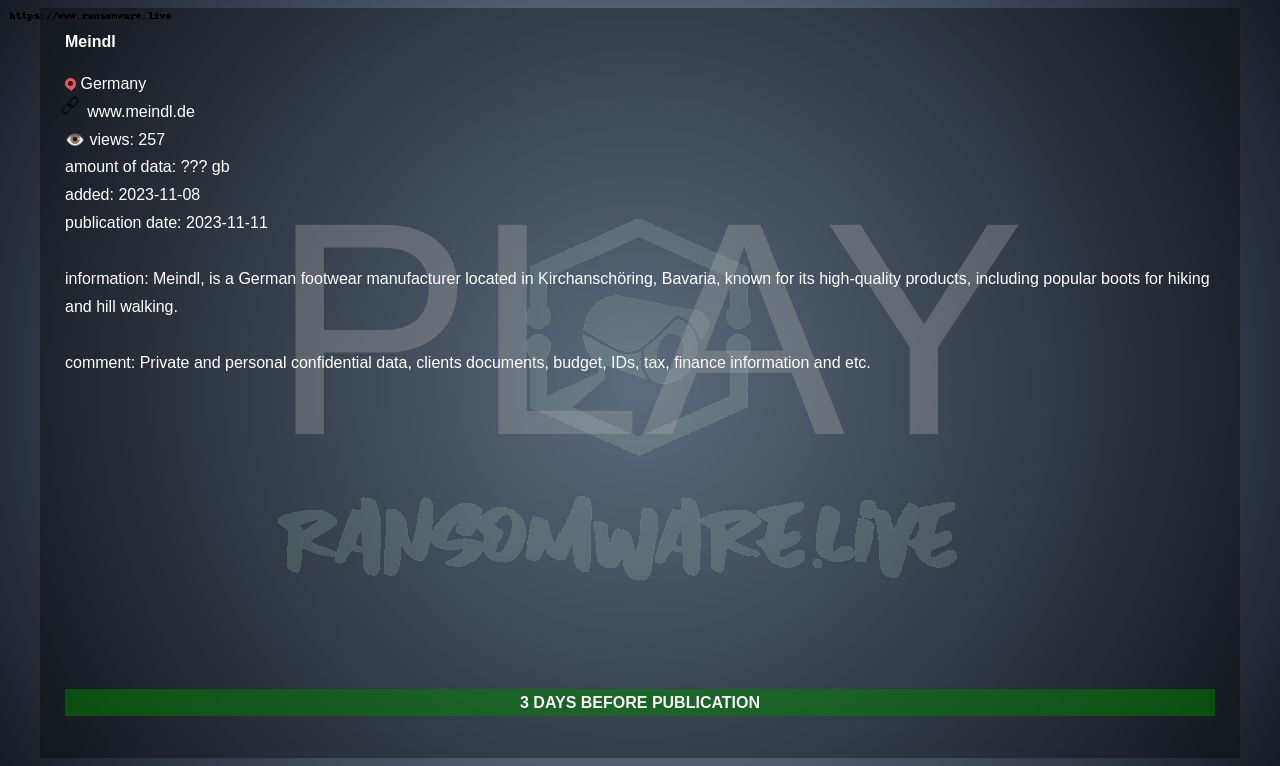 https://www.ransomware.live
Meindl
Germany
www.meindl.de
views: 257
amount of data: ??? gb
added: 2023-11-08
publication date: 2023-11-11
information: Meindl, is a German footwear manufacturer located in Kirchanschöring, Bavaria, known for its high-quality products, including popular boots for hiking
and hill walking.
comment: Private and personal confidential data, clients documents, budget, IDs, tax, finance information and etc.
PLAY
RANSOMWARE.LIVE
3 DAYS BEFORE PUBLICATION